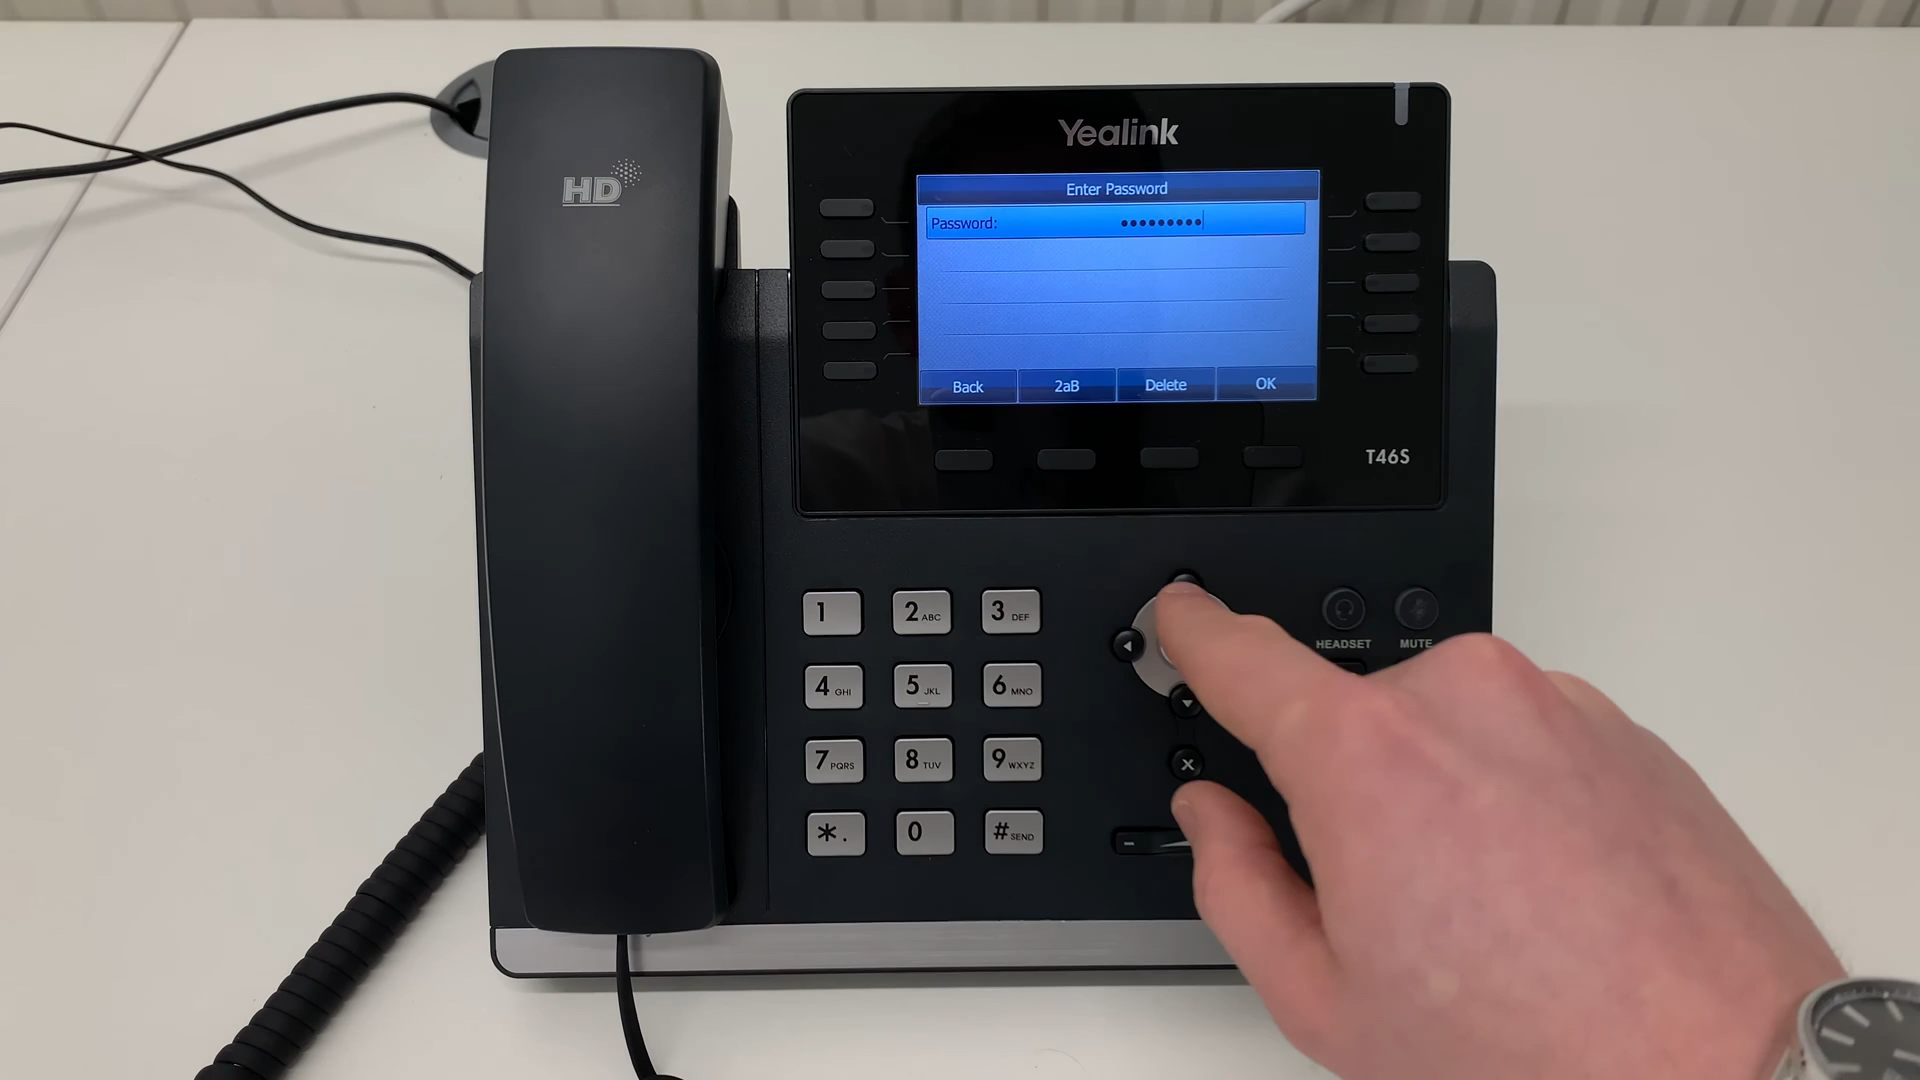 HD
Yealink
Enter Password
Password: •••••••••
Back 2aB Delete OK
T46S
1 2 ABC 3 DEF
4 GHI 5 JKL 6 MNO
7 PQRS 8 TUV 9 WXYZ
*. 0 # SEND
HEADSET MUTE